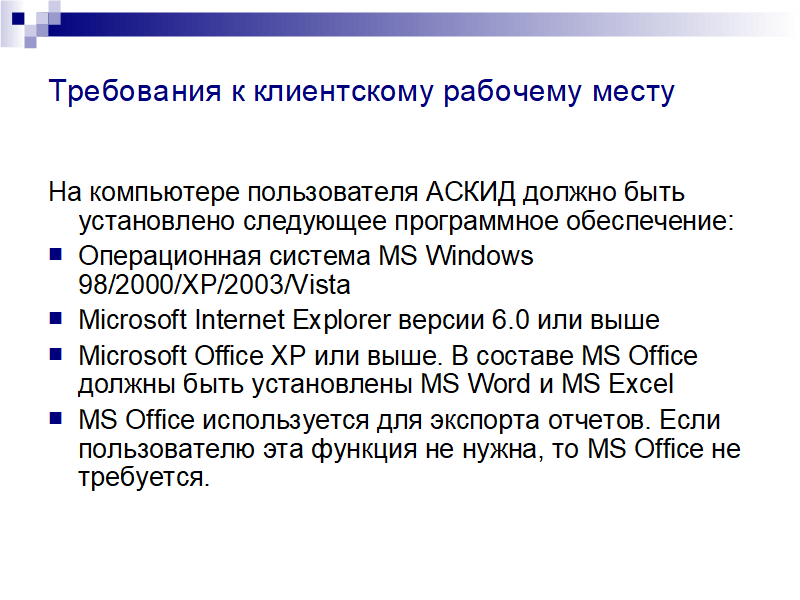 Требования к клиентскому рабочему месту
На компьютере пользователя АСКИД должно быть
установлено следующее программное обеспечение:
Операционная система MS Windows
98/2000/XP/2003/Vista
Microsoft Internet Explorer версии 6.0 или выше
Microsoft Office XP или выше. В составе MS Office
должны быть установлены MS Word и MS Excel
MS Office используется для экспорта отчетов. Если
пользователю эта функция не нужна, то MS Office не
требуется.